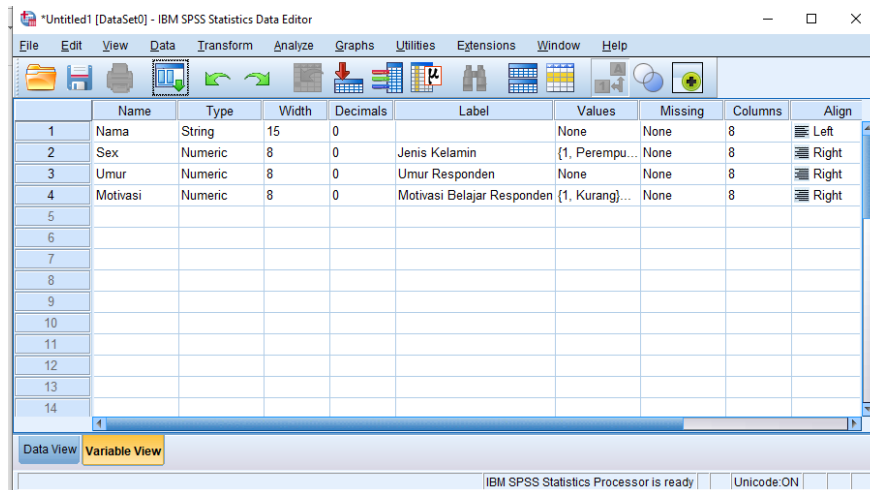 *Untitled1 [DataSet0] - IBM SPSS Statistics Data Editor
File Edit View Data Transform Analyze Graphs Utilities Extensions Window Help
Name Type Width Decimals Label Values Missing Columns Align
1 Nama String 15 0 None None 8 Left
2 Sex Numeric 8 0 Jenis Kelamin {1, Perempu... None 8 Right
3 Umur Numeric 8 0 Umur Responden None None 8 Right
4 Motivasi Numeric 8 0 Motivasi Belajar Responden {1, Kurang}... None 8 Right
5
6
7
8
9
10
11
12
13
14
Data View Variable View
IBM SPSS Statistics Processor is ready Unicode:ON